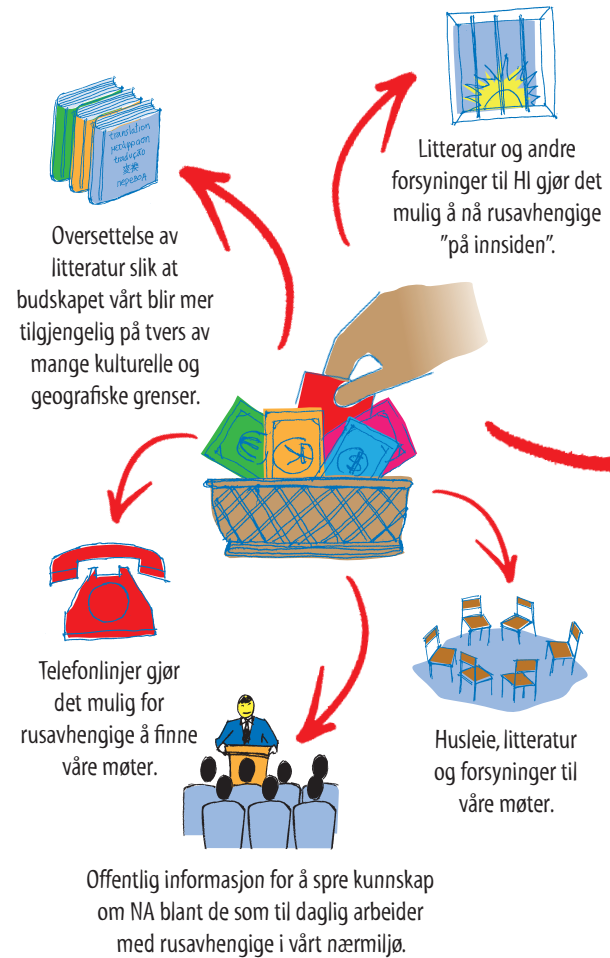 translation
tradução
перевод
Oversettelse av
litteratur slik at
budskapet vårt blir mer
tilgjengelig på tvers av
mange kulturelle og
geografiske grenser.
Litteratur og andre
forsyninger til HI gjør det
mulig å nå rusavhengige
”på innsiden”.
€
$
Telefonlinjer gjør
det mulig for
rusavhengige å finne
våre møter.
Husleie, litteratur
og forsyninger til
våre møter.
Offentlig informasjon for å spre kunnskap
om NA blant de som til daglig arbeider
med rusavhengige i vårt nærmiljø.